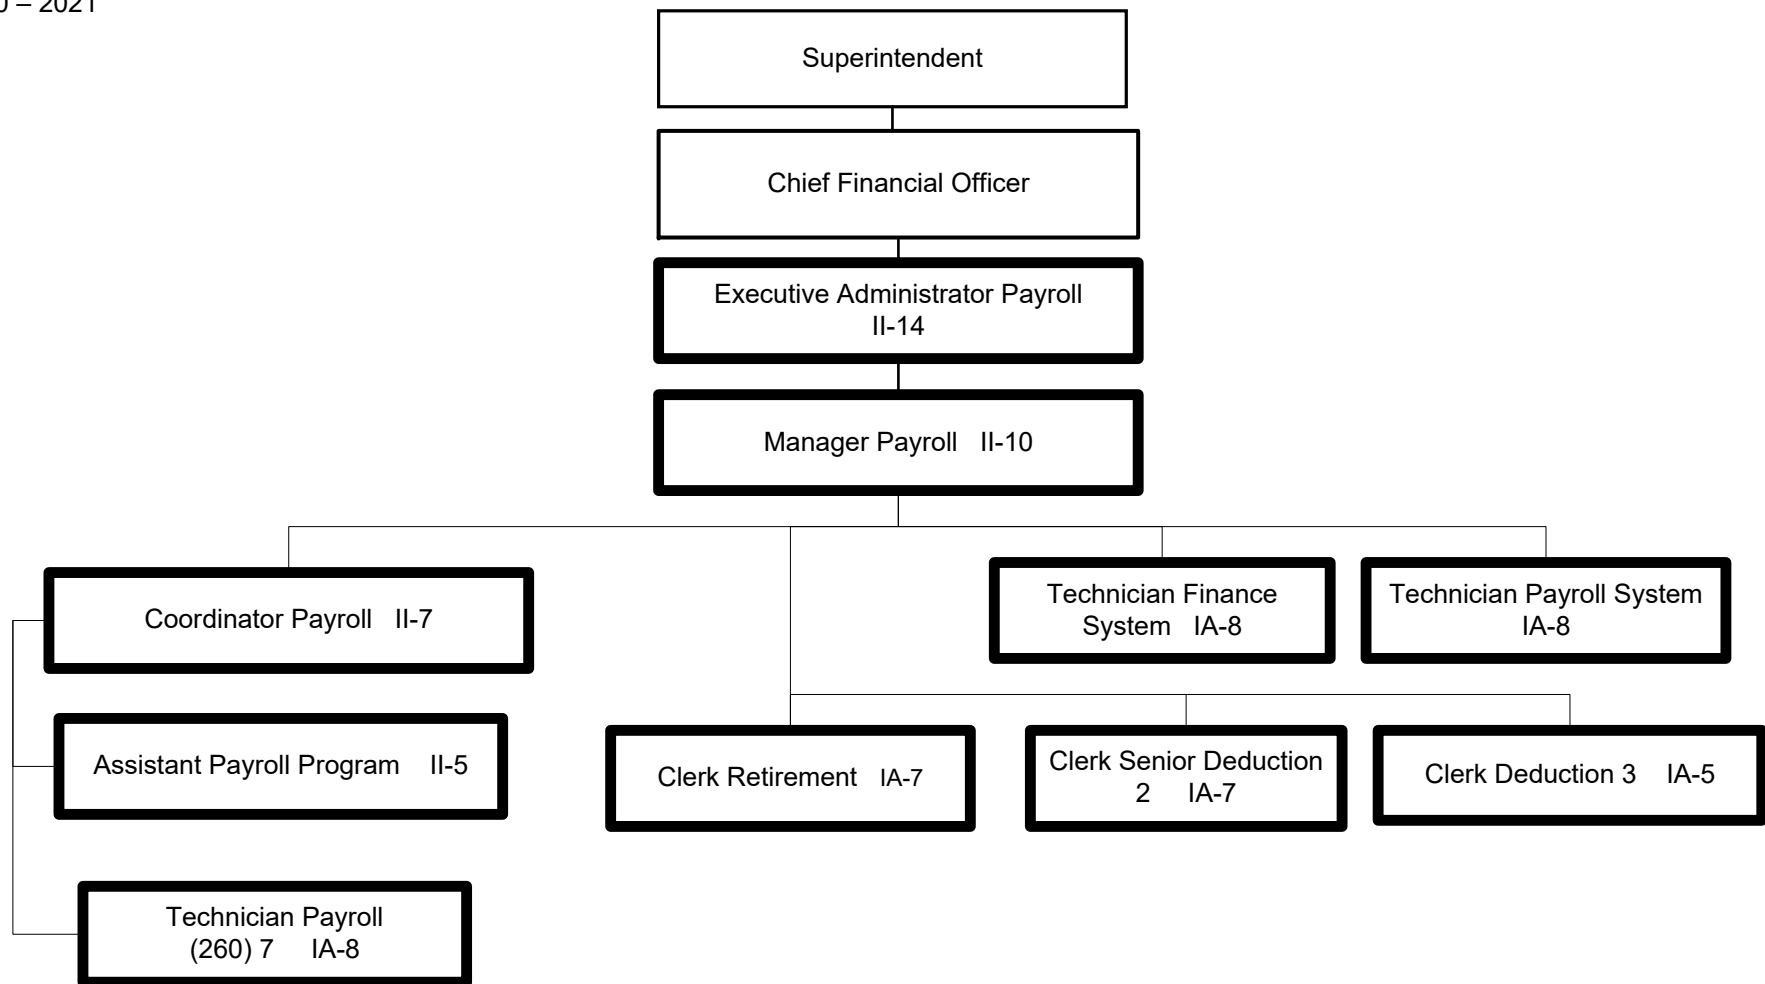 – 2021
Superintendent
Chief Financial Officer
Executive Administrator Payroll
II-14
Manager Payroll II-10
Coordinator Payroll II-7
Technician Finance
System IA-8
Technician Payroll System
IA-8
Assistant Payroll Program II-5
Clerk Retirement IA-7
Clerk Senior Deduction
2 IA-7
Clerk Deduction 3 IA-5
Technician Payroll
(260) 7 IA-8